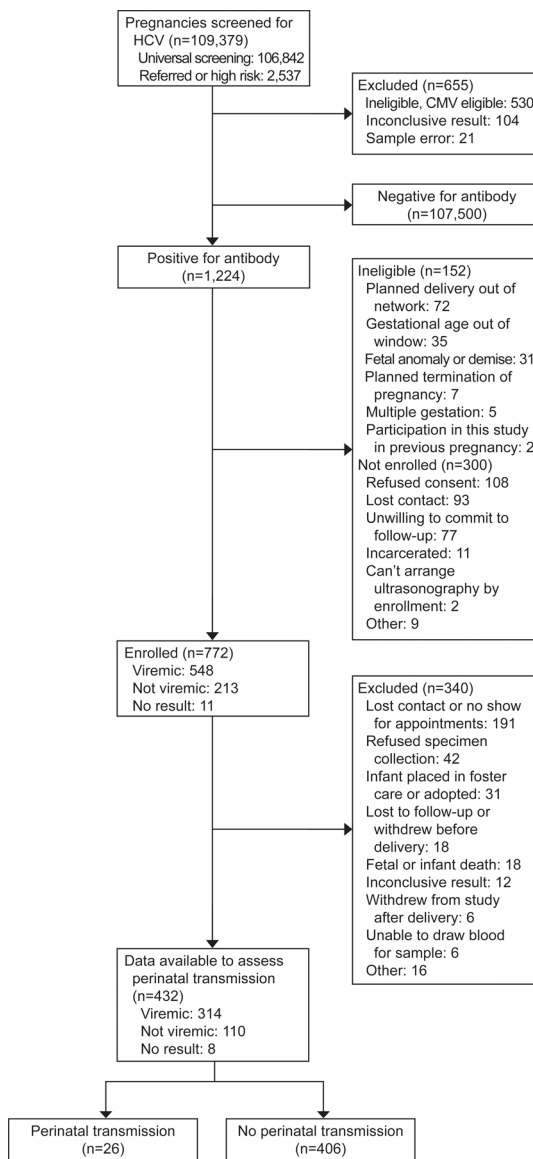 Pregnancies screened for
HCV (n=109,379)
Universal screening: 106,842
Referred or high risk: 2,537
Excluded (n=655)
Ineligible, CMV eligible: 530
Inconclusive result: 104
Sample error: 21
Negative for antibody
(n=107,500)
Positive for antibody
(n=1,224)
Ineligible (n=152)
Planned delivery out of
network: 72
Gestational age out of
window: 35
Fetal anomaly or demise: 31
Planned termination of
pregnancy: 7
Multiple gestation: 5
Participation in this study
in previous pregnancy: 2
Not enrolled (n=300)
Refused consent: 108
Lost contact: 93
Unwilling to commit to
follow-up: 77
Incarcerated: 11
Can't arrange
ultrasonography by
enrollment: 2
Other: 9
Enrolled (n=772)
Viremic: 548
Not viremic: 213
No result: 11
Excluded (n=340)
Lost contact or no show
for appointments: 191
Refused specimen
collection: 42
Infant placed in foster
care or adopted: 31
Lost to follow-up or
withdrew before
delivery: 18
Fetal or infant death: 18
Inconclusive result: 12
Withdrew from study
after delivery: 6
Unable to draw blood
for sample: 6
Other: 16
Data available to assess
perinatal transmission
(n=432)
Viremic: 314
Not viremic: 110
No result: 8
Perinatal transmission
(n=26)
No perinatal transmission
(n=406)